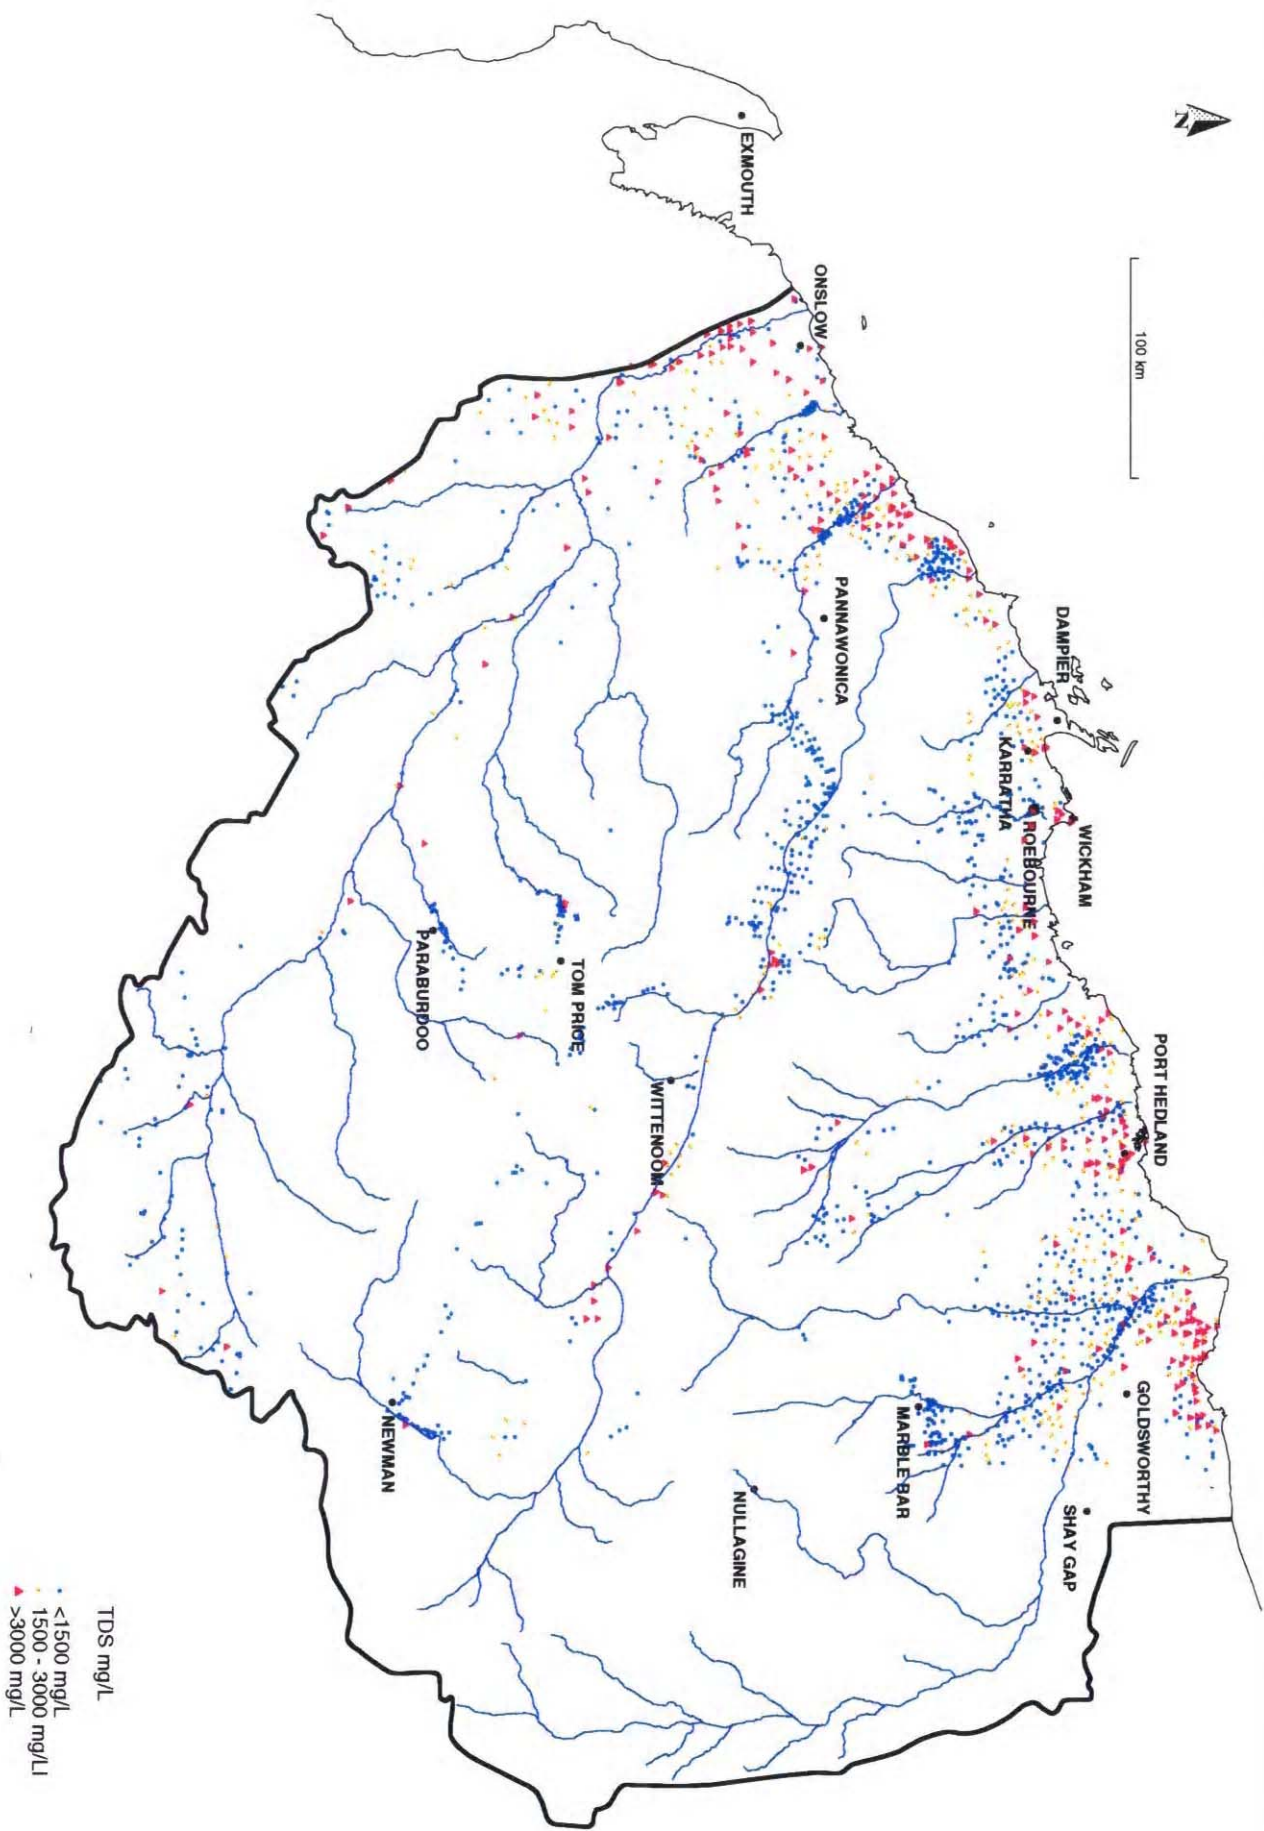 N
100 km
EXMOUTH
ONSLOW
PANNAWONICA
DAMPIER
KARRATHA
ROEBOURNE
WICKHAM
PORT HEDLAND
GOLDSWORTHY
SHAY GAP
MARBLE BAR
NULLAGINE
WITTENOOM
TOM PRICE
PARABURDOO
NEWMAN
TDS mg/L
<1500 mg/L
1500 - 3000 mg/LI
>3000 mg/L